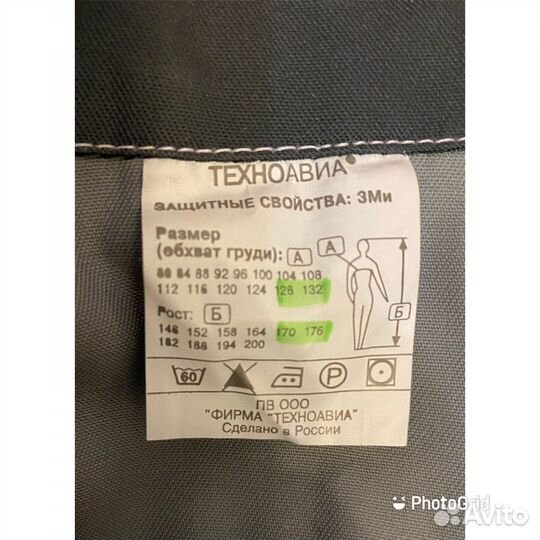 ТЕХНОАВИА®
ЗАЩИТНЫЕ СВОЙСТВА: ЗМи
Размер
(обхват груди): А
80 84 88 92 96 100 104 108
112 116 120 124 128 132
Рост: Б
146 152 158 164 170 176
182 188 194 200
А
Б
60
P
ПВ ООО
"ФИРМА "ТЕХНОАВИА"
Сделано в России
PhotoGrid
Avito